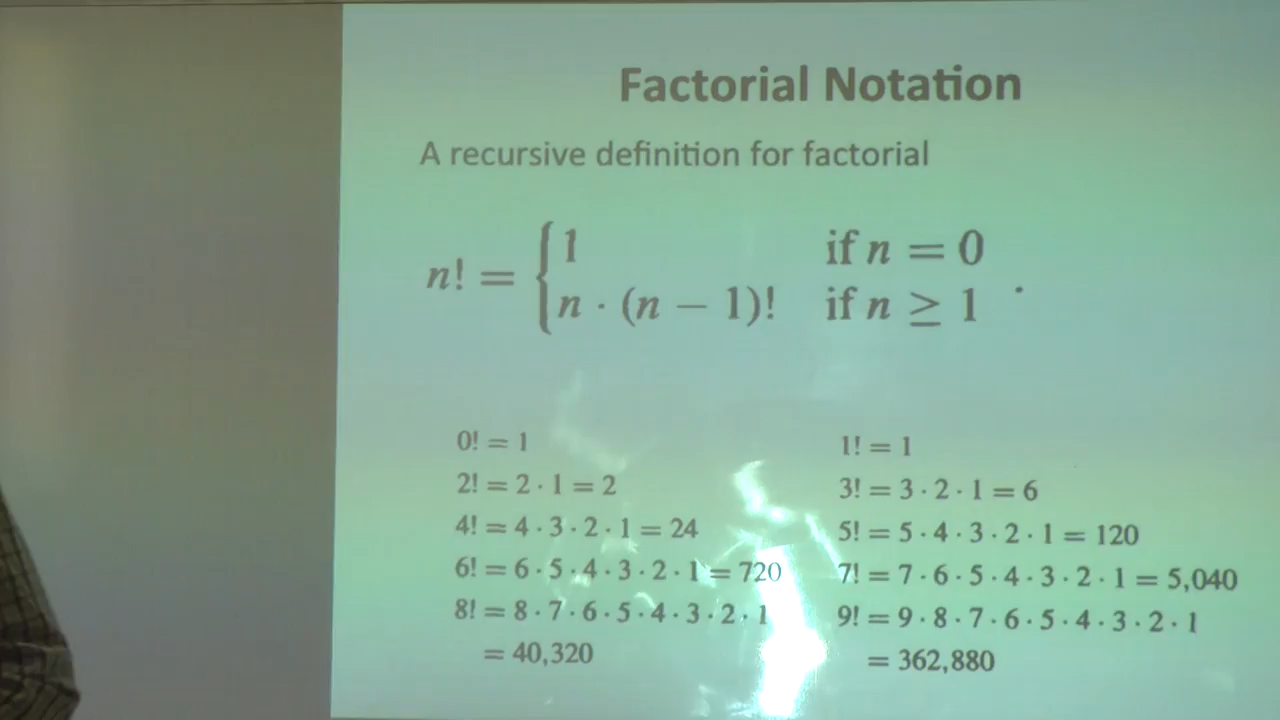 Factorial Notation
A recursive definition for factorial
n! = { 1 if n = 0
n · (n − 1)! if n ≥ 1 .
0! = 1
2! = 2 · 1 = 2
4! = 4 · 3 · 2 · 1 = 24
6! = 6 · 5 · 4 · 3 · 2 · 1 = 720
8! = 8 · 7 · 6 · 5 · 4 · 3 · 2 · 1
= 40,320
1! = 1
3! = 3 · 2 · 1 = 6
5! = 5 · 4 · 3 · 2 · 1 = 120
7! = 7 · 6 · 5 · 4 · 3 · 2 · 1 = 5,040
9! = 9 · 8 · 7 · 6 · 5 · 4 · 3 · 2 · 1
= 362,880